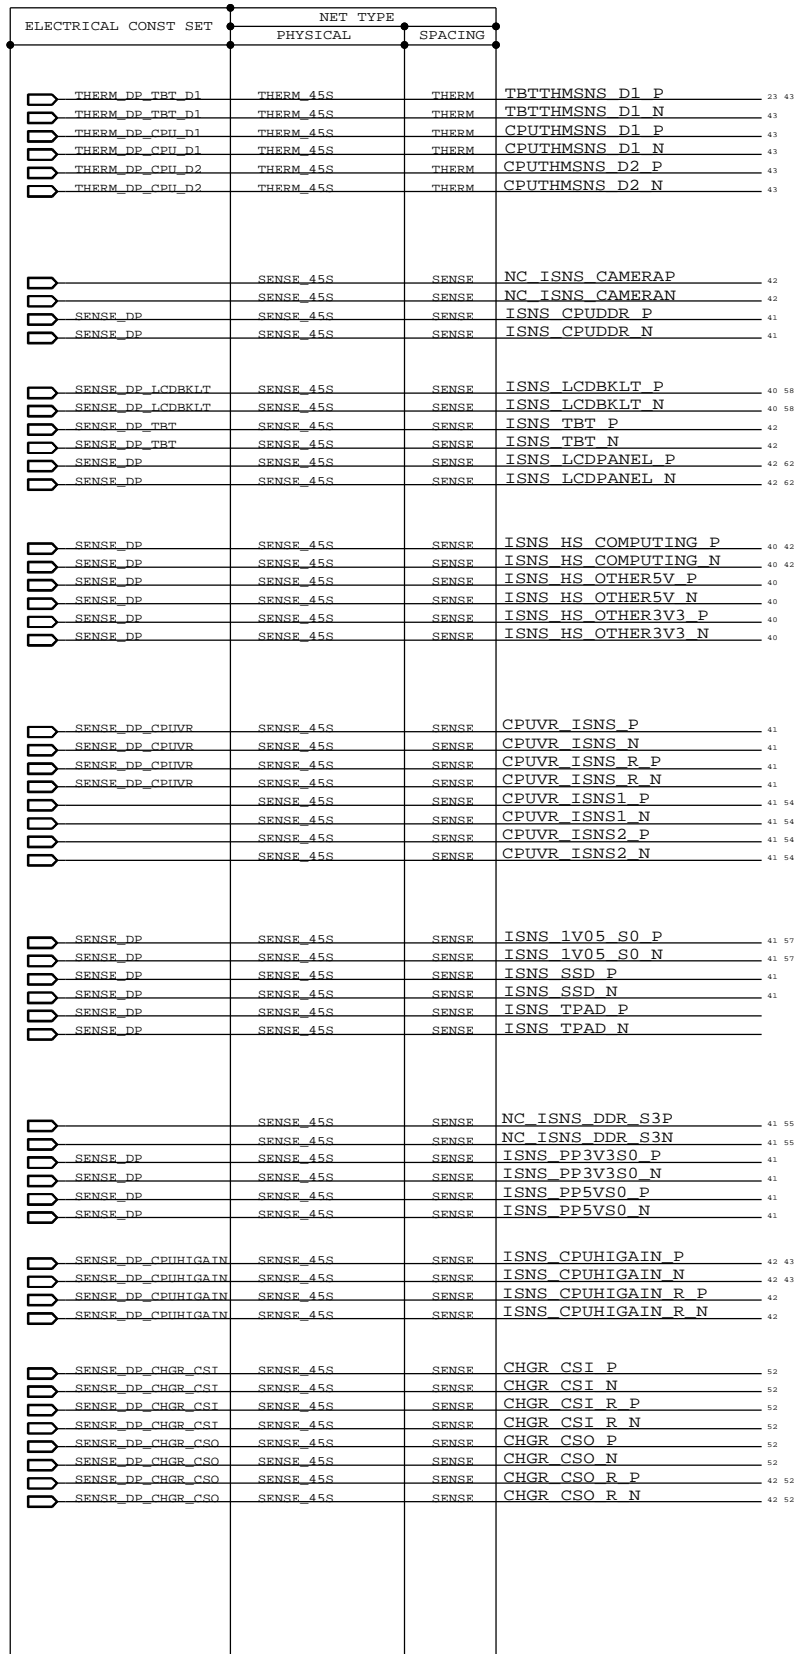 NET TYPE
ELECTRICAL CONST SET
PHYSICAL SPACING
THERM_DP_TBT_D1 THERM_45S THERM TBTTHMSNS_D1_P 23 43
THERM_DP_TBT_D1 THERM_45S THERM TBTTHMSNS_D1_N 43
THERM_DP_CPU_D1 THERM_45S THERM CPUTHMSNS_D1_P 43
THERM_DP_CPU_D1 THERM_45S THERM CPUTHMSNS_D1_N 43
THERM_DP_CPU_D2 THERM_45S THERM CPUTHMSNS_D2_P 43
THERM_DP_CPU_D2 THERM_45S THERM CPUTHMSNS_D2_N 43
SENSE_45S SENSE NC_ISNS_CAMERAP 42
SENSE_45S SENSE NC_ISNS_CAMERAN 42
SENSE_DP SENSE_45S SENSE ISNS_CPUDDR_P 41
SENSE_DP SENSE_45S SENSE ISNS_CPUDDR_N 41
SENSE_DP_LCDBKLT SENSE_45S SENSE ISNS_LCDBKLT_P 40 58
SENSE_DP_LCDBKLT SENSE_45S SENSE ISNS_LCDBKLT_N 40 58
SENSE_DP_TBT SENSE_45S SENSE ISNS_TBT_P 42
SENSE_DP_TBT SENSE_45S SENSE ISNS_TBT_N 42
SENSE_DP SENSE_45S SENSE ISNS_LCDPANEL_P 42 62
SENSE_DP SENSE_45S SENSE ISNS_LCDPANEL_N 42 62
SENSE_DP SENSE_45S SENSE ISNS_HS_COMPUTING_P 40 42
SENSE_DP SENSE_45S SENSE ISNS_HS_COMPUTING_N 40 42
SENSE_DP SENSE_45S SENSE ISNS_HS_OTHER5V_P 40
SENSE_DP SENSE_45S SENSE ISNS_HS_OTHER5V_N 40
SENSE_DP SENSE_45S SENSE ISNS_HS_OTHER3V3_P 40
SENSE_DP SENSE_45S SENSE ISNS_HS_OTHER3V3_N 40
SENSE_DP_CPUVR SENSE_45S SENSE CPUVR_ISNS_P 41
SENSE_DP_CPUVR SENSE_45S SENSE CPUVR_ISNS_N 41
SENSE_DP_CPUVR SENSE_45S SENSE CPUVR_ISNS_R_P 41
SENSE_DP_CPUVR SENSE_45S SENSE CPUVR_ISNS_R_N 41
SENSE_45S SENSE CPUVR_ISNS1_P 41 54
SENSE_45S SENSE CPUVR_ISNS1_N 41 54
SENSE_45S SENSE CPUVR_ISNS2_P 41 54
SENSE_45S SENSE CPUVR_ISNS2_N 41 54
SENSE_DP SENSE_45S SENSE ISNS_1V05_S0_P 41 57
SENSE_DP SENSE_45S SENSE ISNS_1V05_S0_N 41 57
SENSE_DP SENSE_45S SENSE ISNS_SSD_P 41
SENSE_DP SENSE_45S SENSE ISNS_SSD_N 41
SENSE_DP SENSE_45S SENSE ISNS_TPAD_P
SENSE_DP SENSE_45S SENSE ISNS_TPAD_N
SENSE_45S SENSE NC_ISNS_DDR_S3P 41 55
SENSE_45S SENSE NC_ISNS_DDR_S3N 41 55
SENSE_DP SENSE_45S SENSE ISNS_PP3V3S0_P 41
SENSE_DP SENSE_45S SENSE ISNS_PP3V3S0_N 41
SENSE_DP SENSE_45S SENSE ISNS_PP5VS0_P 41
SENSE_DP SENSE_45S SENSE ISNS_PP5VS0_N 41
SENSE_DP_CPUHIGAIN SENSE_45S SENSE ISNS_CPUHIGAIN_P 42 43
SENSE_DP_CPUHIGAIN SENSE_45S SENSE ISNS_CPUHIGAIN_N 42 43
SENSE_DP_CPUHIGAIN SENSE_45S SENSE ISNS_CPUHIGAIN_R_P 42
SENSE_DP_CPUHIGAIN SENSE_45S SENSE ISNS_CPUHIGAIN_R_N 42
SENSE_DP_CHGR_CSI SENSE_45S SENSE CHGR_CSI_P 52
SENSE_DP_CHGR_CSI SENSE_45S SENSE CHGR_CSI_N 52
SENSE_DP_CHGR_CSI SENSE_45S SENSE CHGR_CSI_R_P 52
SENSE_DP_CHGR_CSI SENSE_45S SENSE CHGR_CSI_R_N 52
SENSE_DP_CHGR_CSO SENSE_45S SENSE CHGR_CSO_P 52
SENSE_DP_CHGR_CSO SENSE_45S SENSE CHGR_CSO_N 52
SENSE_DP_CHGR_CSO SENSE_45S SENSE CHGR_CSO_R_P 42 52
SENSE_DP_CHGR_CSO SENSE_45S SENSE CHGR_CSO_R_N 42 52